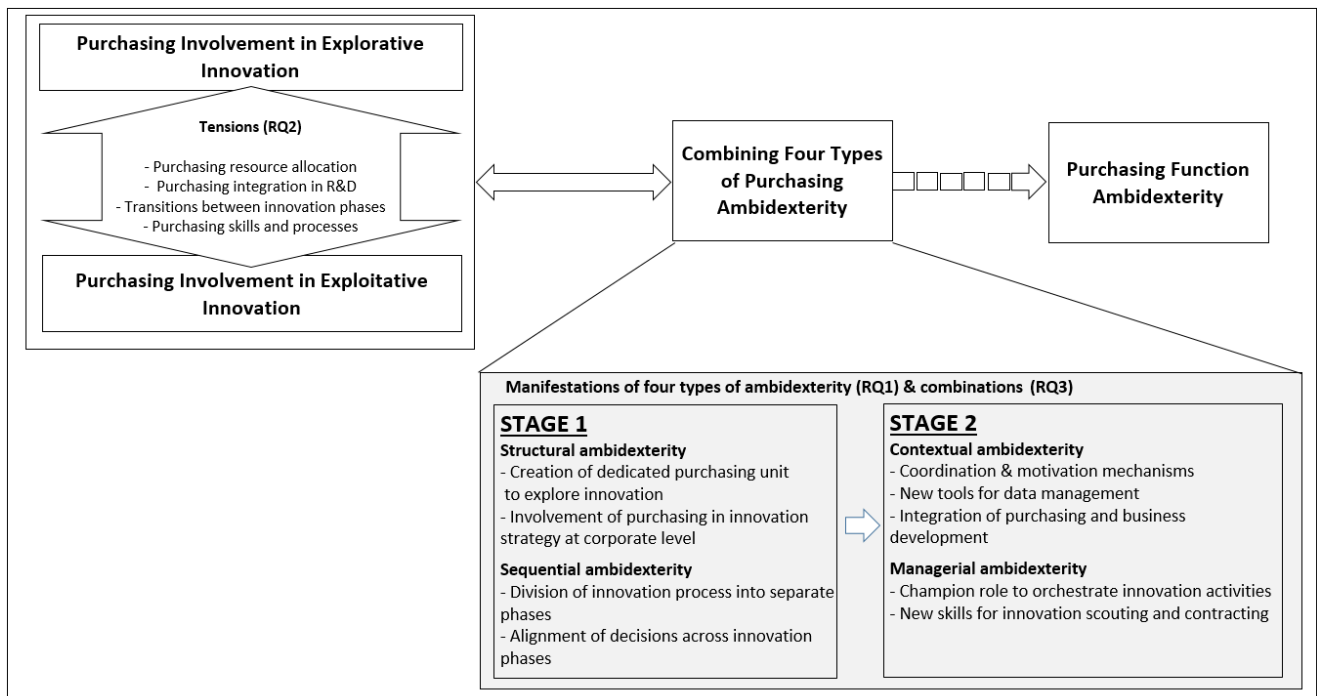 Purchasing Involvement in Explorative
Innovation
Tensions (RQ2)
- Purchasing resource allocation
- Purchasing integration in R&D
- Transitions between innovation phases
- Purchasing skills and processes
Purchasing Involvement in Exploitative
Innovation
Combining Four Types
of Purchasing
Ambidexterity
Purchasing Function
Ambidexterity
Manifestations of four types of ambidexterity (RQ1) & combinations (RQ3)
STAGE 1
Structural ambidexterity
- Creation of dedicated purchasing unit
to explore innovation
- Involvement of purchasing in innovation
strategy at corporate level
Sequential ambidexterity
- Division of innovation process into separate
phases
- Alignment of decisions across innovation
phases
STAGE 2
Contextual ambidexterity
- Coordination & motivation mechanisms
- New tools for data management
- Integration of purchasing and business
development
Managerial ambidexterity
- Champion role to orchestrate innovation activities
- New skills for innovation scouting and contracting